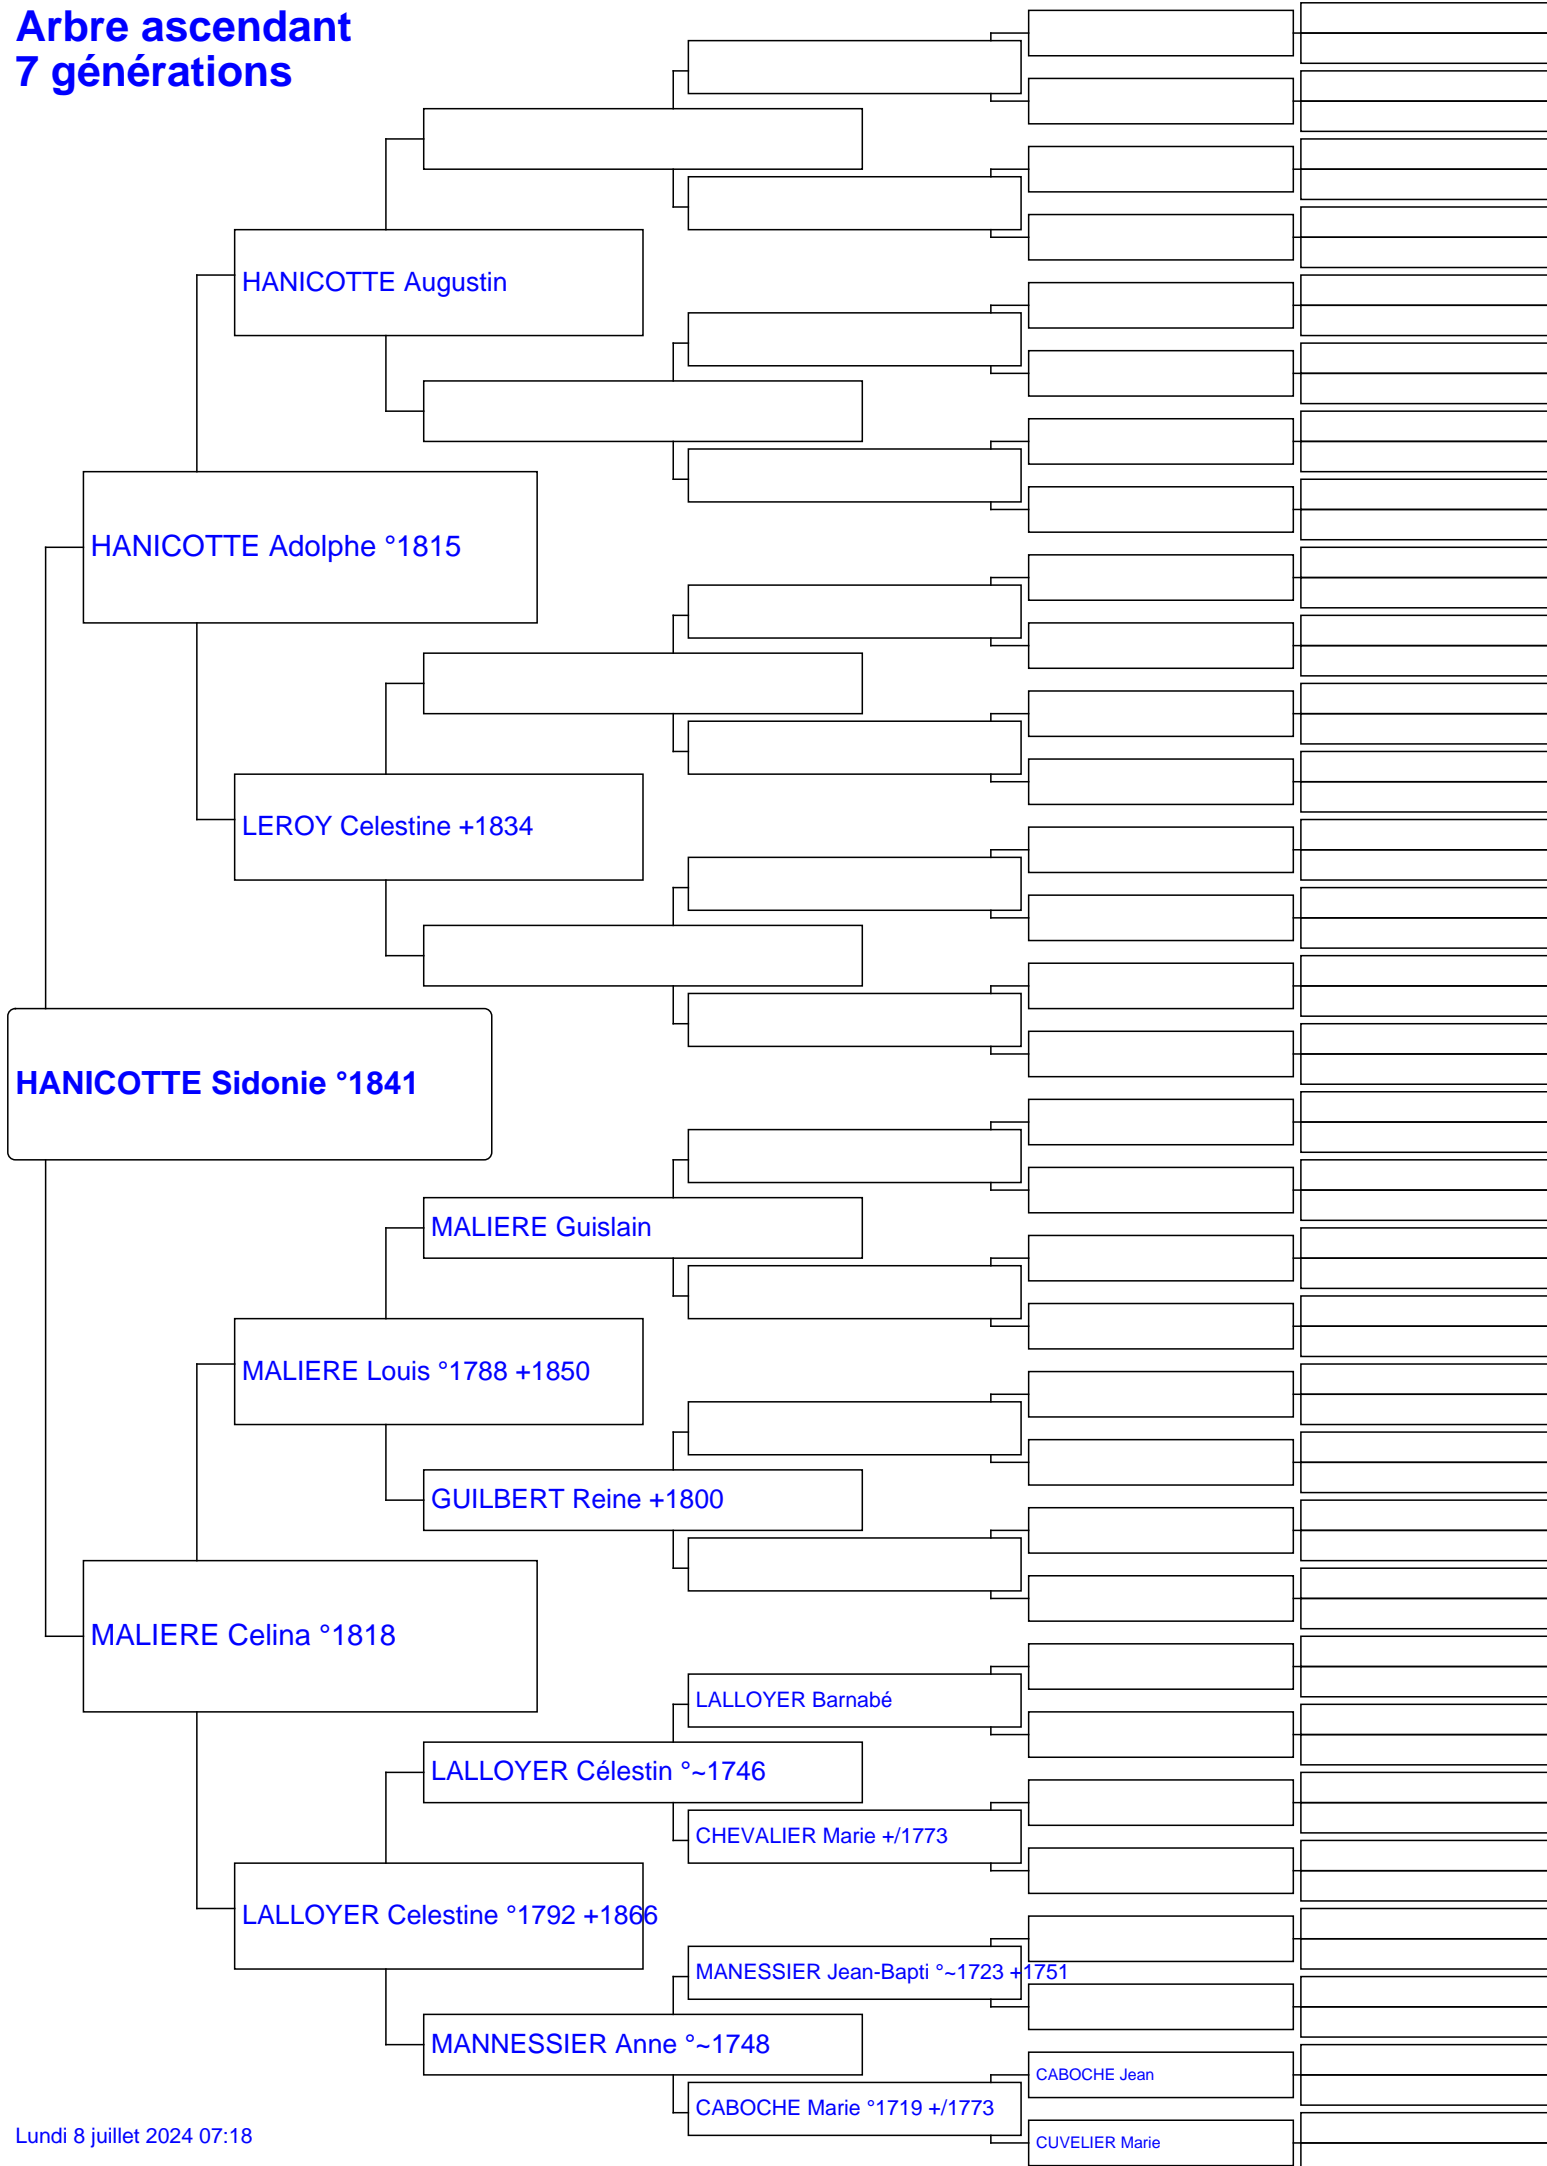 Arbre ascendant
7 générations
HANICOTTE Augustin
HANICOTTE Adolphe °1815
LEROY Celestine +1834
HANICOTTE Sidonie °1841
MALIERE Guislain
MALIERE Louis °1788 +1850
GUILBERT Reine +1800
MALIERE Celina °1818
LALLOYER Barnabé
LALLOYER Célestin °~1746
CHEVALIER Marie +/1773
LALLOYER Celestine °1792 +1866
MANESSIER Jean-Bapti °~1723 +1751
MANNESSIER Anne °~1748
CABOCHE Jean
CABOCHE Marie °1719 +/1773
CUVELIER Marie
Lundi 8 juillet 2024 07:18